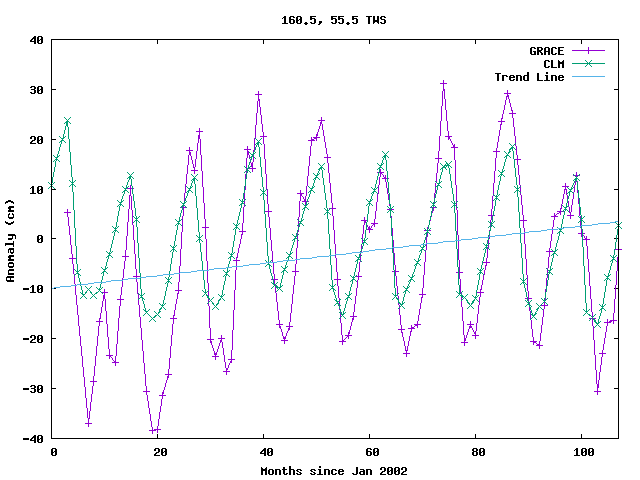 160.5, 55.5 TWS
GRACE
CLM
Trend Line
40
30
20
10
0
-10
-20
-30
-40
Anomaly (cm)
0 20 40 60 80 100
Months since Jan 2002